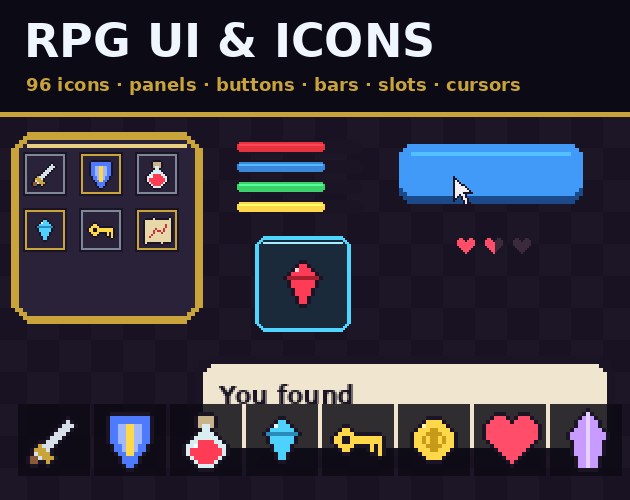 RPG UI & ICONS
96 icons · panels · buttons · bars · slots · cursors
You found